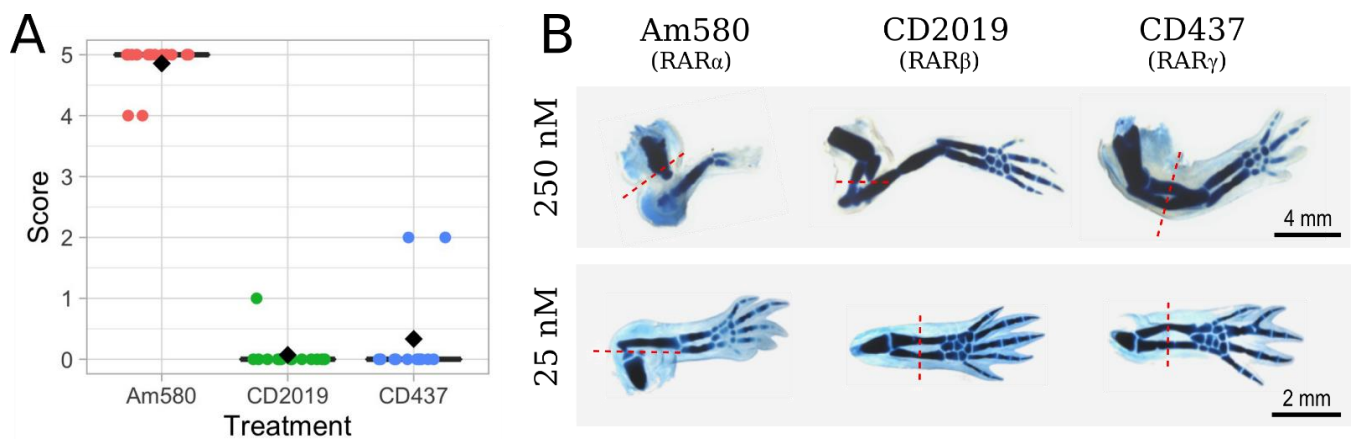 A
5
4
3
2
1
0
Score
Am580
CD2019
CD437
Treatment
B
Am580
(RARα)
CD2019
(RARβ)
CD437
(RARγ)
250 nM
4 mm
25 nM
2 mm